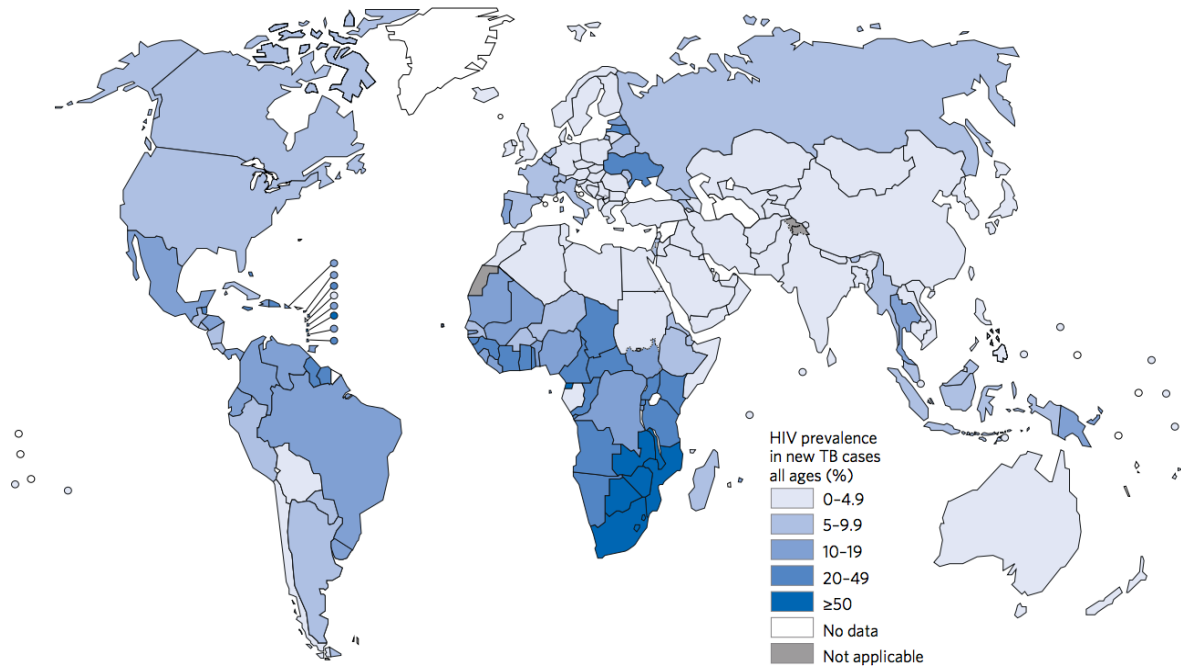 HIV prevalence
in new TB cases
all ages (%)
0–4.9
5–9.9
10–19
20–49
≥50
No data
Not applicable